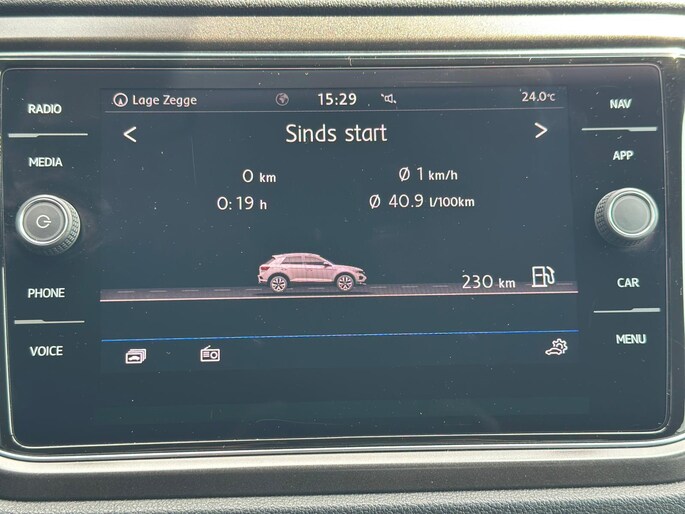 RADIO
MEDIA
PHONE
VOICE
Lage Zegge 15:29 24.0°C
Sinds start
0 km Ø 1 km/h
0:19 h Ø 40.9 l/100km
230 km
NAV
APP
CAR
MENU